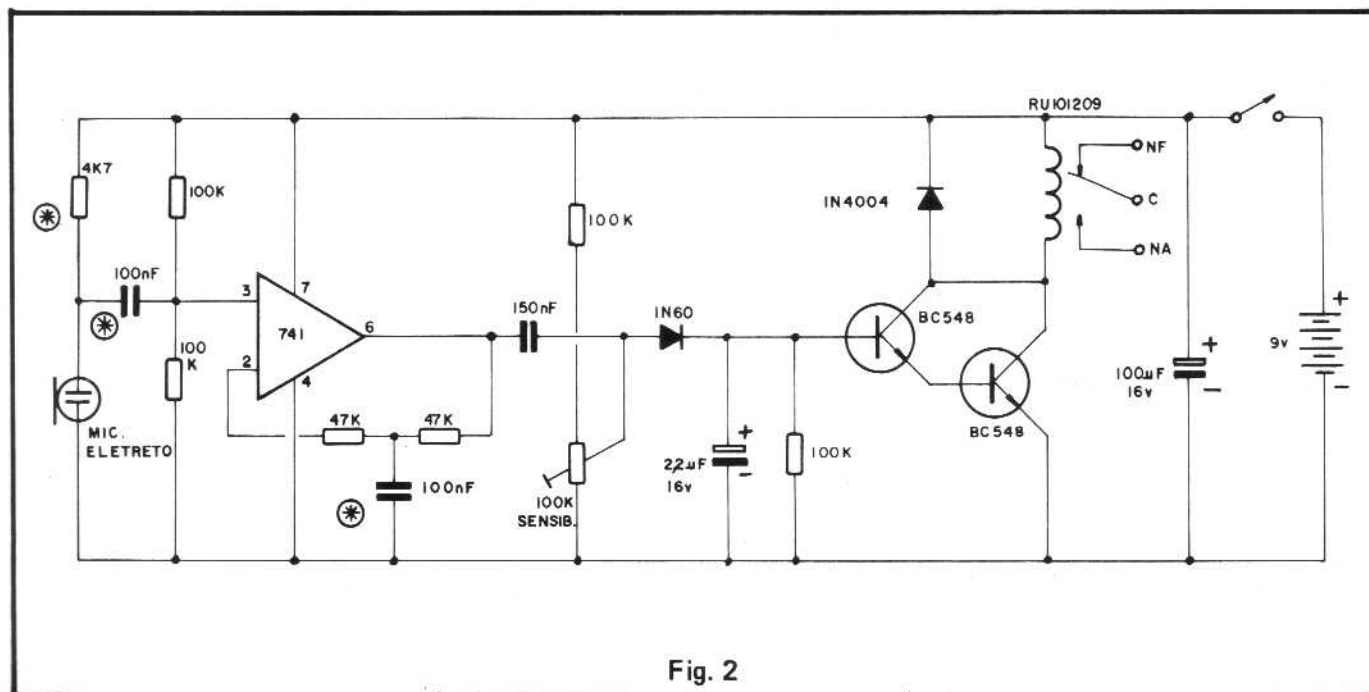 RU101209
NF
C
NA
4K7
100K
100K
IN4004
100nF
3
7
741
6
2
4
150nF
IN60
BC548
BC548
100
K
MIC.
ELETRETO
47K
47K
100nF
100K
SENSIB.
+
2,2µF
16v
-
100K
+
100µF
16v
-
+
9v
-
Fig. 2